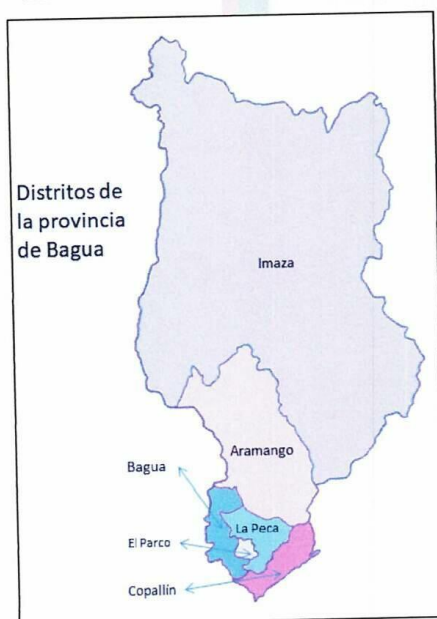 Distritos de
la provincia
de Bagua
Imaza
Aramango
Bagua
La Peca
El Parco
Copallín